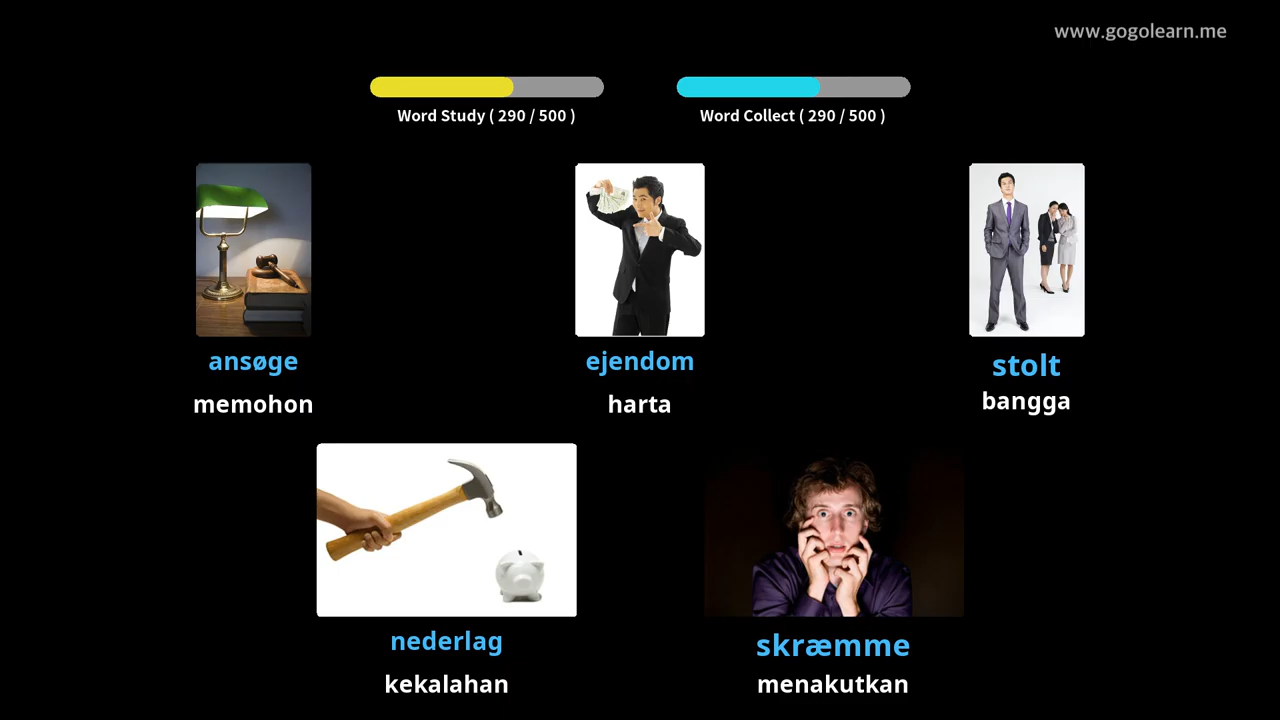 www.gogolearn.me
Word Study ( 290 / 500 )
Word Collect ( 290 / 500 )
ansøge
memohon
ejendom
harta
stolt
bangga
nederlag
kekalahan
skræmme
menakutkan